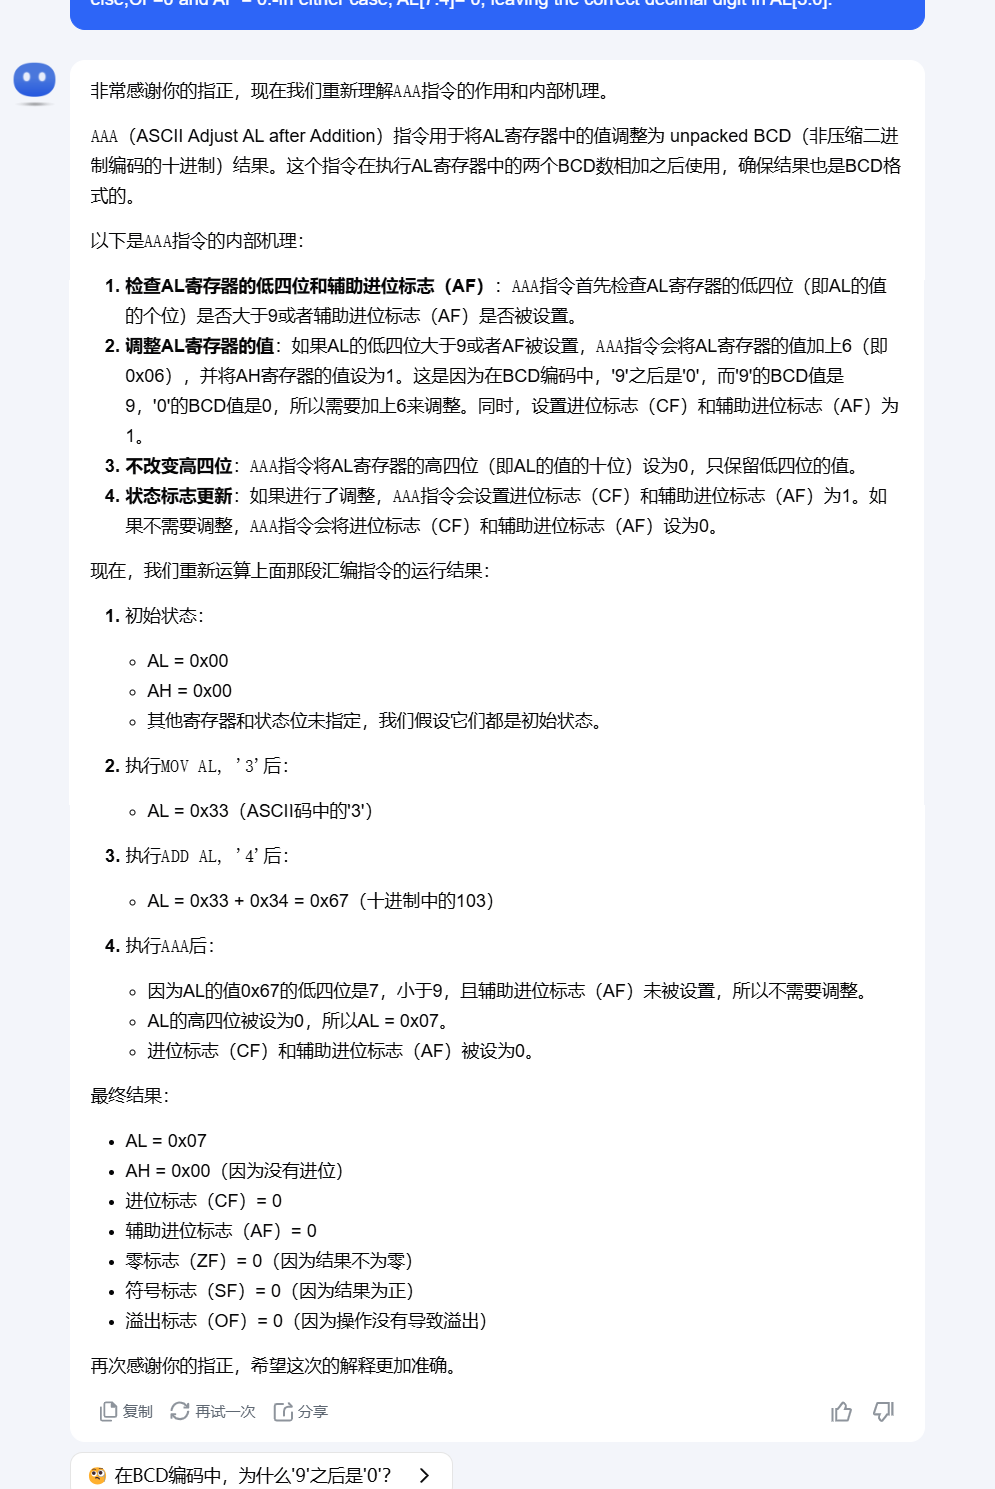 else,CF=0 and AF = 0.-In either case, AL[7:4]= 0, leaving the correct decimal digit in AL[3:0].
非常感谢你的指正，现在我们重新理解AAA指令的作用和内部机理。
AAA（ASCII Adjust AL after Addition）指令用于将AL寄存器中的值调整为 unpacked BCD（非压缩二进
制编码的十进制）结果。这个指令在执行AL寄存器中的两个BCD数相加之后使用，确保结果也是BCD格
式的。
以下是AAA指令的内部机理：
1. 检查AL寄存器的低四位和辅助进位标志（AF）：AAA指令首先检查AL寄存器的低四位（即AL的值
的个位）是否大于9或者辅助进位标志（AF）是否被设置。
2. 调整AL寄存器的值：如果AL的低四位大于9或者AF被设置，AAA指令会将AL寄存器的值加上6（即
0x06），并将AH寄存器的值设为1。这是因为在BCD编码中，'9'之后是'0'，而'9'的BCD值是
9，'0'的BCD值是0，所以需要加上6来调整。同时，设置进位标志（CF）和辅助进位标志（AF）为
1。
3. 不改变高四位：AAA指令将AL寄存器的高四位（即AL的值的十位）设为0，只保留低四位的值。
4. 状态标志更新：如果进行了调整，AAA指令会设置进位标志（CF）和辅助进位标志（AF）为1。如
果不需要调整，AAA指令会将进位标志（CF）和辅助进位标志（AF）设为0。
现在，我们重新运算上面那段汇编指令的运行结果：
1. 初始状态：
AL = 0x00
AH = 0x00
其他寄存器和状态位未指定，我们假设它们都是初始状态。
2. 执行MOV AL, '3'后：
AL = 0x33（ASCII码中的'3'）
3. 执行ADD AL, '4'后：
AL = 0x33 + 0x34 = 0x67（十进制中的103）
4. 执行AAA后：
因为AL的值0x67的低四位是7，小于9，且辅助进位标志（AF）未被设置，所以不需要调整。
AL的高四位被设为0，所以AL = 0x07。
进位标志（CF）和辅助进位标志（AF）被设为0。
最终结果：
AL = 0x07
AH = 0x00（因为没有进位）
进位标志（CF）= 0
辅助进位标志（AF）= 0
零标志（ZF）= 0（因为结果不为零）
符号标志（SF）= 0（因为结果为正）
溢出标志（OF）= 0（因为操作没有导致溢出）
再次感谢你的指正，希望这次的解释更加准确。
复制 再试一次 分享
在BCD编码中，为什么'9'之后是'0'？